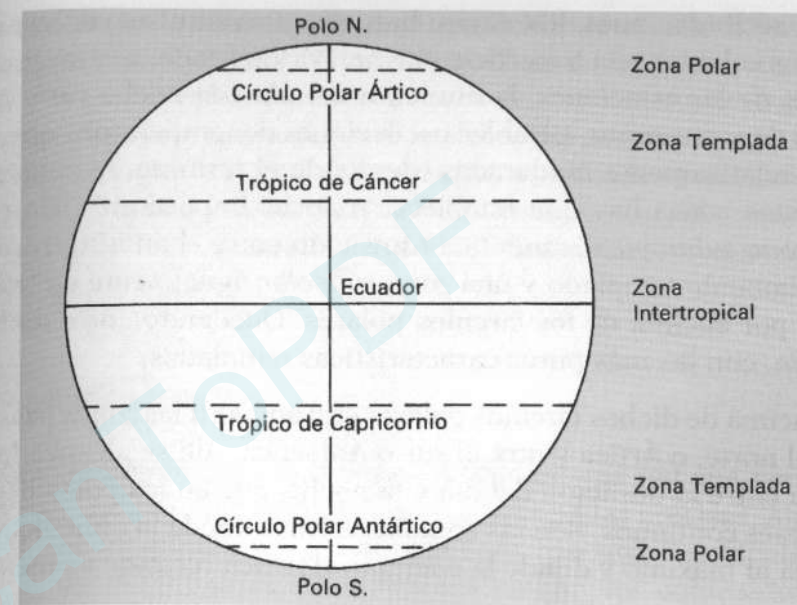 Polo N.
Zona Polar
Círculo Polar Ártico
Zona Templada
Trópico de Cáncer
Ecuador
Zona
Intertropical
Trópico de Capricornio
Zona Templada
Círculo Polar Antártico
Zona Polar
Polo S.
anToPDF